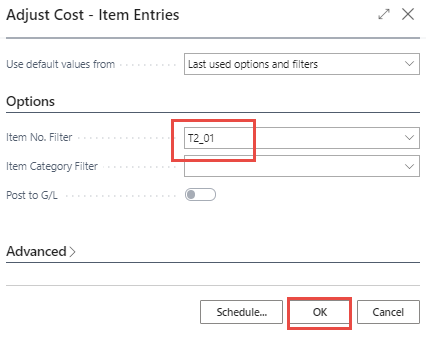 Adjust Cost - Item Entries
Use default values from Last used options and filters
Options
Item No. Filter T2_01
Item Category Filter
Post to G/L
Advanced
Schedule... OK Cancel